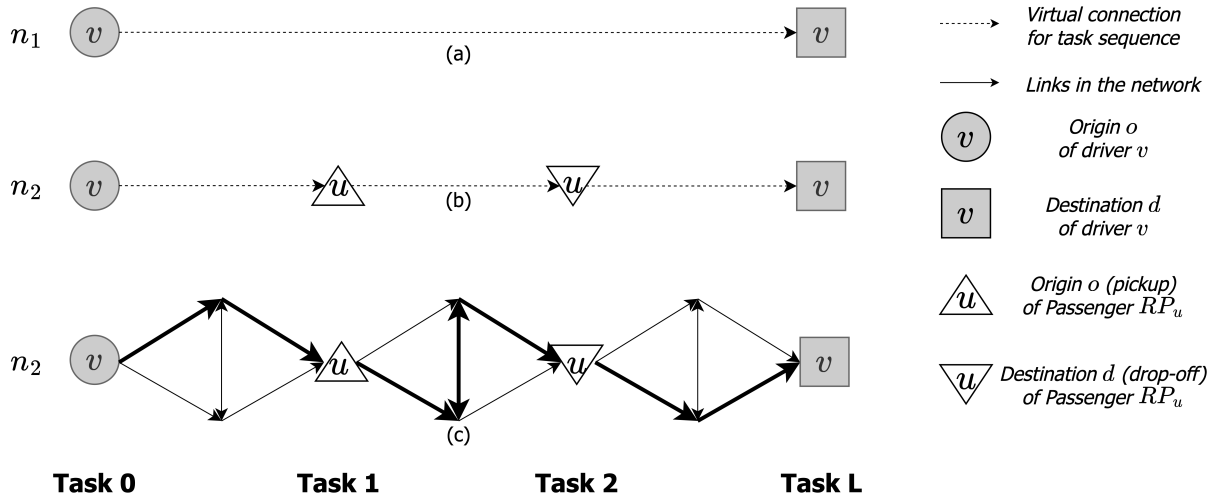 n₁
v
v
(a)
n₂
v
u
u
v
(b)
n₂
v
u
u
v
(c)
Task 0
Task 1
Task 2
Task L
Virtual connection
for task sequence
Links in the network
v
Origin o
of driver v
v
Destination d
of driver v
u
Origin o (pickup)
of Passenger RPᵤ
u
Destination d (drop-off)
of Passenger RPᵤ